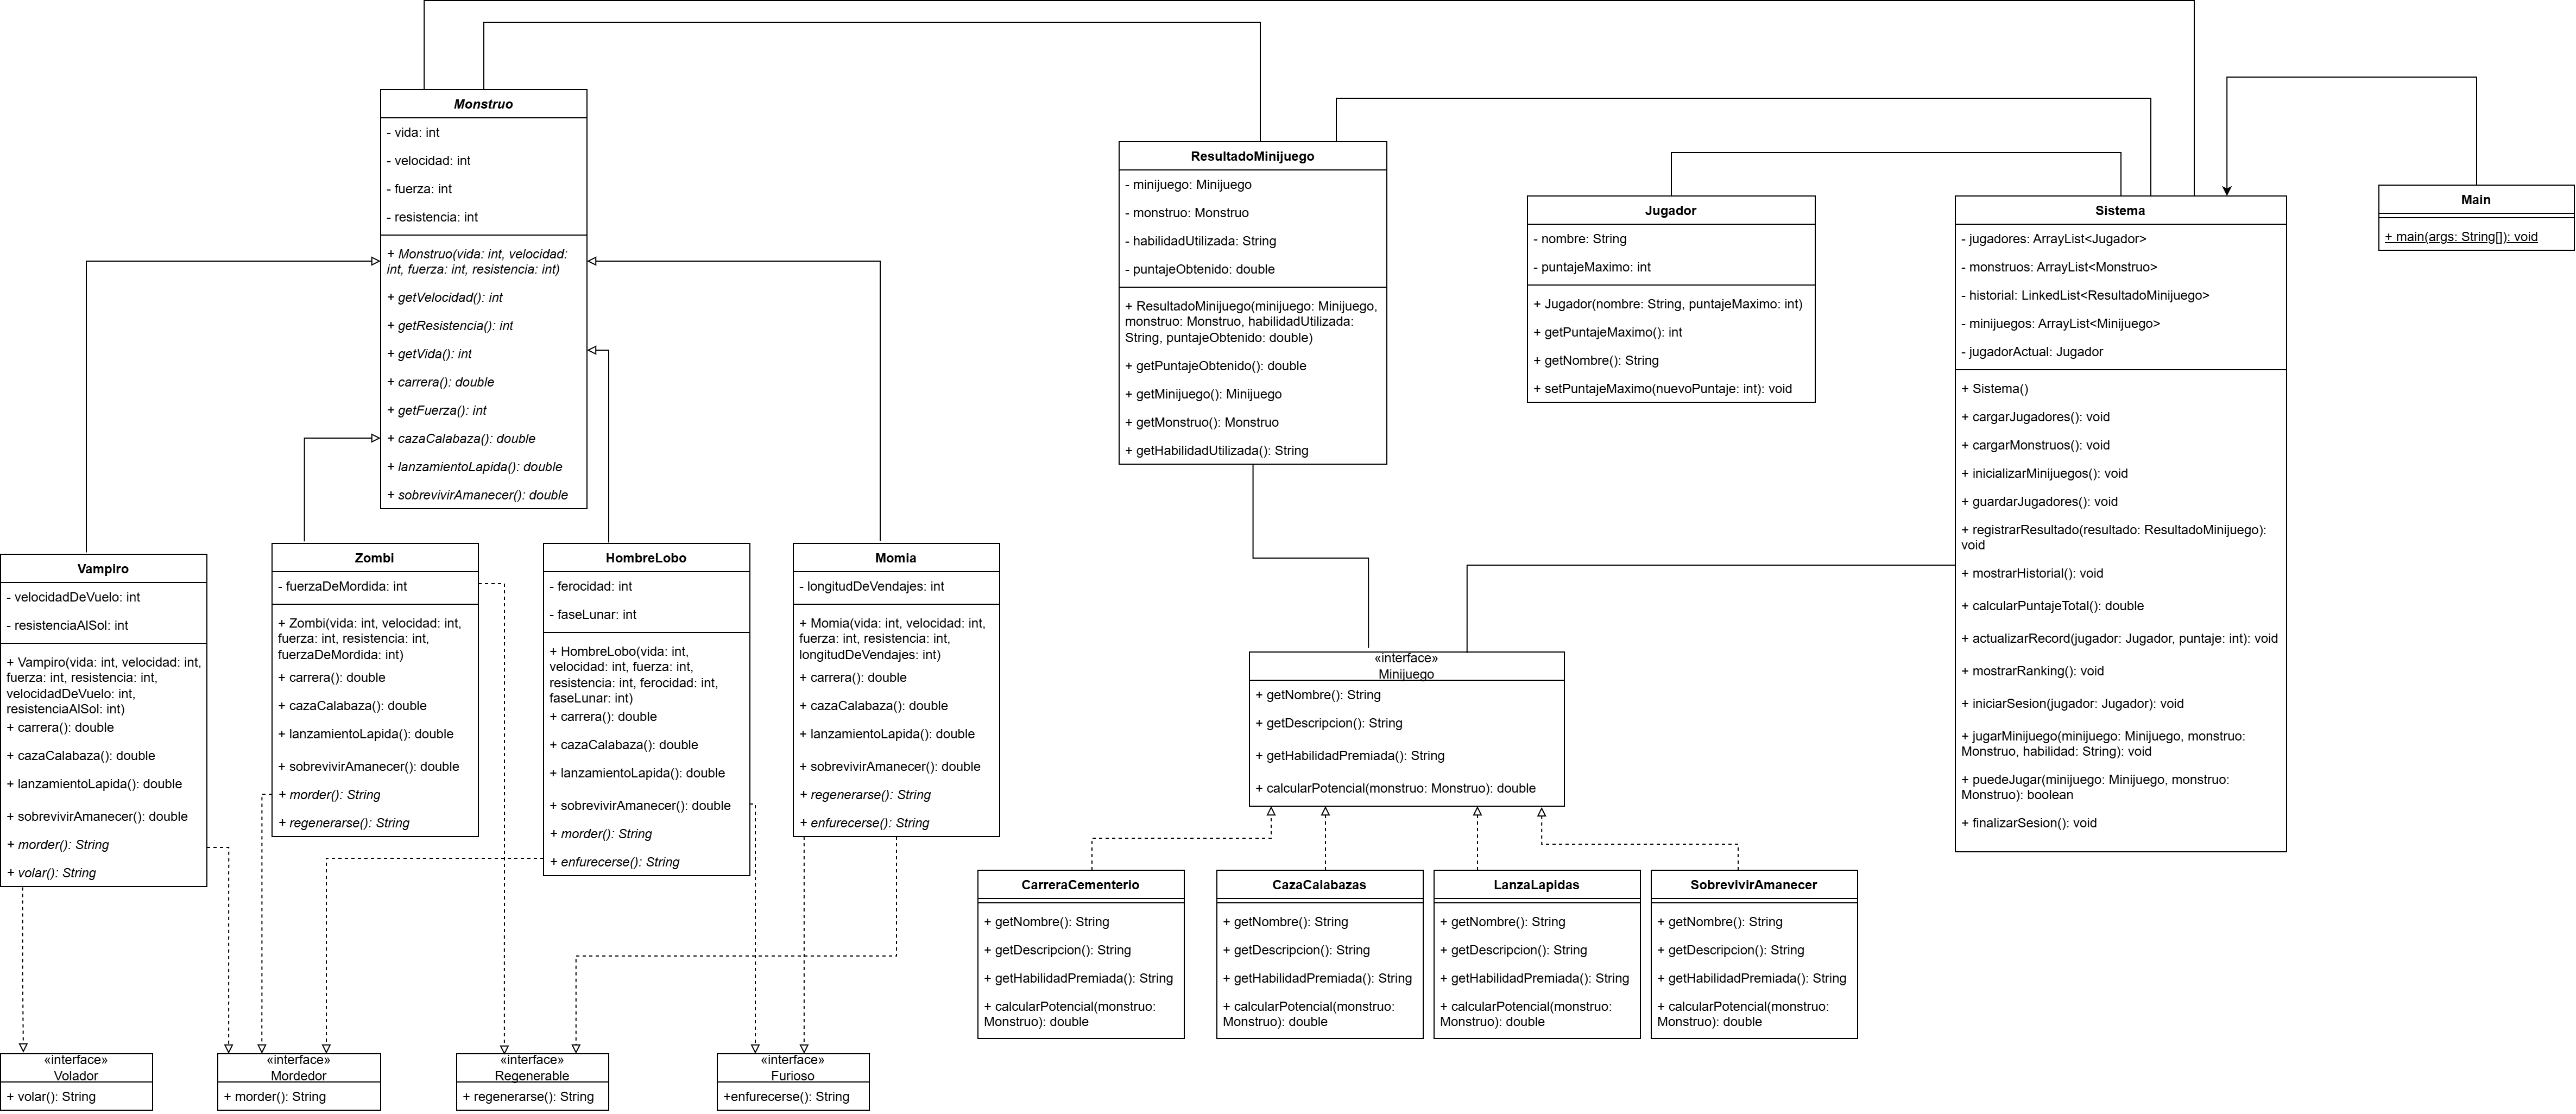 Monstruo
- vida: int
- velocidad: int
- fuerza: int
- resistencia: int
+ Monstruo(vida: int, velocidad:
int, fuerza: int, resistencia: int)
+ getVelocidad(): int
+ getResistencia(): int
+ getVida(): int
+ carrera(): double
+ getFuerza(): int
+ cazaCalabaza(): double
+ lanzamientoLapida(): double
+ sobrevivirAmanecer(): double
ResultadoMinijuego
- minijuego: Minijuego
- monstruo: Monstruo
- habilidadUtilizada: String
- puntajeObtenido: double
+ ResultadoMinijuego(minijuego: Minijuego,
monstruo: Monstruo, habilidadUtilizada:
String, puntajeObtenido: double)
+ getPuntajeObtenido(): double
+ getMinijuego(): Minijuego
+ getMonstruo(): Monstruo
+ getHabilidadUtilizada(): String
Jugador
- nombre: String
- puntajeMaximo: int
+ Jugador(nombre: String, puntajeMaximo: int)
+ getPuntajeMaximo(): int
+ getNombre(): String
+ setPuntajeMaximo(nuevoPuntaje: int): void
Sistema
- jugadores: ArrayList<Jugador>
- monstruos: ArrayList<Monstruo>
- historial: LinkedList<ResultadoMinijuego>
- minijuegos: ArrayList<Minijuego>
- jugadorActual: Jugador
+ Sistema()
+ cargarJugadores(): void
+ cargarMonstruos(): void
+ inicializarMinijuegos(): void
+ guardarJugadores(): void
+ registrarResultado(resultado: ResultadoMinijuego):
void
+ mostrarHistorial(): void
+ calcularPuntajeTotal(): double
+ actualizarRecord(jugador: Jugador, puntaje: int): void
+ mostrarRanking(): void
+ iniciarSesion(jugador: Jugador): void
+ jugarMinijuego(minijuego: Minijuego, monstruo:
Monstruo, habilidad: String): void
+ puedeJugar(minijuego: Minijuego, monstruo:
Monstruo): boolean
+ finalizarSesion(): void
Main
+ main(args: String[]): void
Vampiro
- velocidadDeVuelo: int
- resistenciaAlSol: int
+ Vampiro(vida: int, velocidad: int,
fuerza: int, resistencia: int,
velocidadDeVuelo: int,
resistenciaAlSol: int)
+ carrera(): double
+ cazaCalabaza(): double
+ lanzamientoLapida(): double
+ sobrevivirAmanecer(): double
+ morder(): String
+ volar(): String
Zombi
- fuerzaDeMordida: int
+ Zombi(vida: int, velocidad: int,
fuerza: int, resistencia: int,
fuerzaDeMordida: int)
+ carrera(): double
+ cazaCalabaza(): double
+ lanzamientoLapida(): double
+ sobrevivirAmanecer(): double
+ morder(): String
+ regenerarse(): String
HombreLobo
- ferocidad: int
- faseLunar: int
+ HombreLobo(vida: int,
velocidad: int, fuerza: int,
resistencia: int, ferocidad: int,
faseLunar: int)
+ carrera(): double
+ cazaCalabaza(): double
+ lanzamientoLapida(): double
+ sobrevivirAmanecer(): double
+ morder(): String
+ enfurecerse(): String
Momia
- longitudDeVendajes: int
+ Momia(vida: int, velocidad: int,
fuerza: int, resistencia: int,
longitudDeVendajes: int)
+ carrera(): double
+ cazaCalabaza(): double
+ lanzamientoLapida(): double
+ sobrevivirAmanecer(): double
+ regenerarse(): String
+ enfurecerse(): String
«interface»
Minijuego
+ getNombre(): String
+ getDescripcion(): String
+ getHabilidadPremiada(): String
+ calcularPotencial(monstruo: Monstruo): double
CarreraCementerio
+ getNombre(): String
+ getDescripcion(): String
+ getHabilidadPremiada(): String
+ calcularPotencial(monstruo:
Monstruo): double
CazaCalabazas
+ getNombre(): String
+ getDescripcion(): String
+ getHabilidadPremiada(): String
+ calcularPotencial(monstruo:
Monstruo): double
LanzaLapidas
+ getNombre(): String
+ getDescripcion(): String
+ getHabilidadPremiada(): String
+ calcularPotencial(monstruo:
Monstruo): double
SobrevivirAmanecer
+ getNombre(): String
+ getDescripcion(): String
+ getHabilidadPremiada(): String
+ calcularPotencial(monstruo:
Monstruo): double
«interface»
Volador
+ volar(): String
«interface»
Mordedor
+ morder(): String
«interface»
Regenerable
+ regenerarse(): String
«interface»
Furioso
+enfurecerse(): String